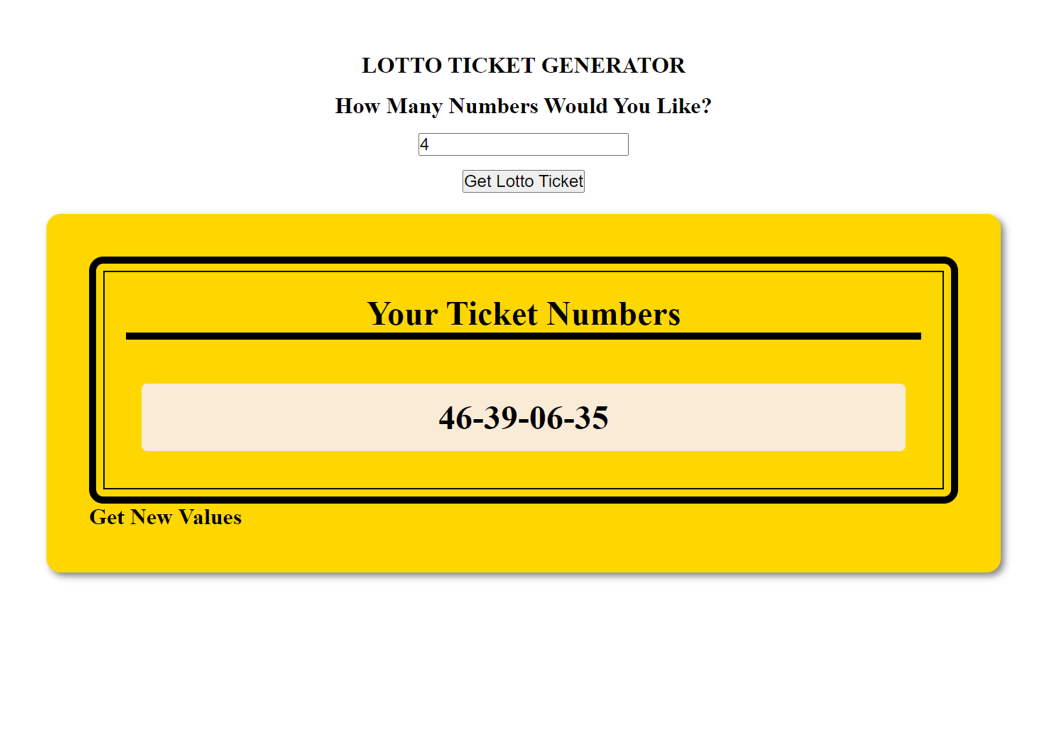 LOTTO TICKET GENERATOR
How Many Numbers Would You Like?
4
Get Lotto Ticket
Your Ticket Numbers
46-39-06-35
Get New Values